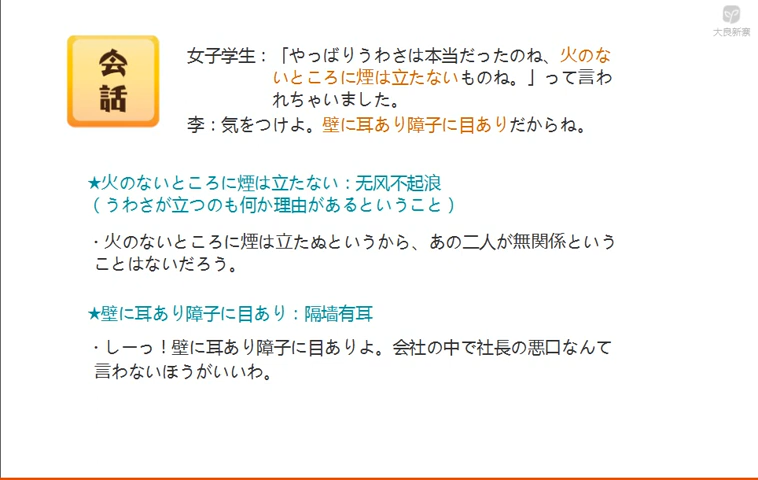 大良新寨
会
話
女子学生：「やっぱりうわさは本当だったのね、火のな
いところに煙は立たないものね。」って言わ
れちゃいました。
李：気をつけよ。壁に耳あり障子に目ありだからね。
★火のないところに煙は立たない：无风不起浪
（うわさが立つのも何か理由があるということ）
・火のないところに煙は立たぬというから、あの二人が無関係という
ことはないだろう。
★壁に耳あり障子に目あり：隔墙有耳
・しーっ！壁に耳あり障子に目ありよ。会社の中で社長の悪口なんて
言わないほうがいいわ。